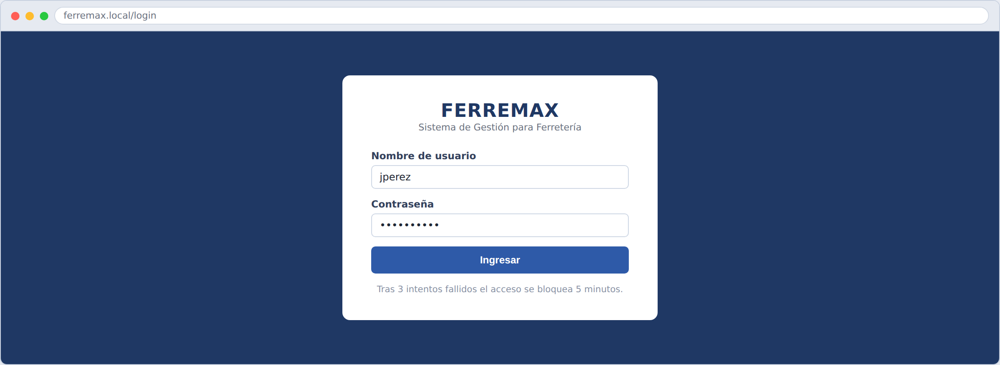 ferremax.local/login
FERREMAX
Sistema de Gestión para Ferretería
Nombre de usuario
jperez
Contraseña
••••••••••
Ingresar
Tras 3 intentos fallidos el acceso se bloquea 5 minutos.